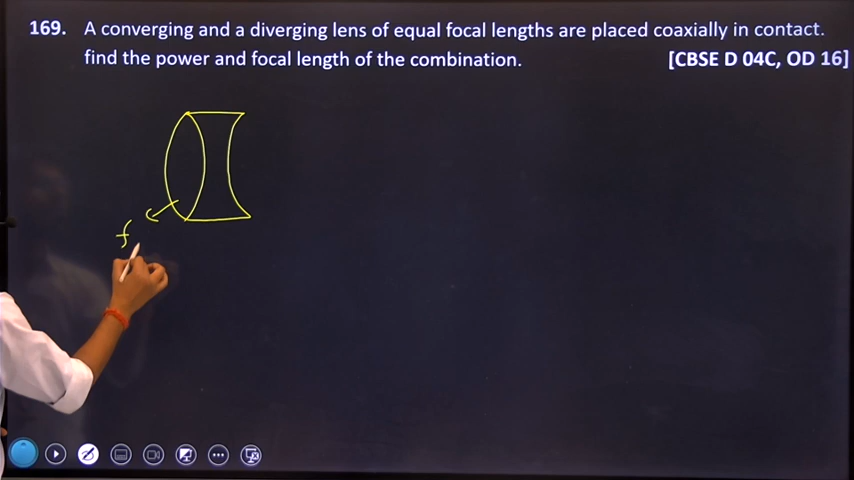 169. A converging and a diverging lens of equal focal lengths are placed coaxially in contact.
find the power and focal length of the combination. [CBSE D 04C, OD 16]
f